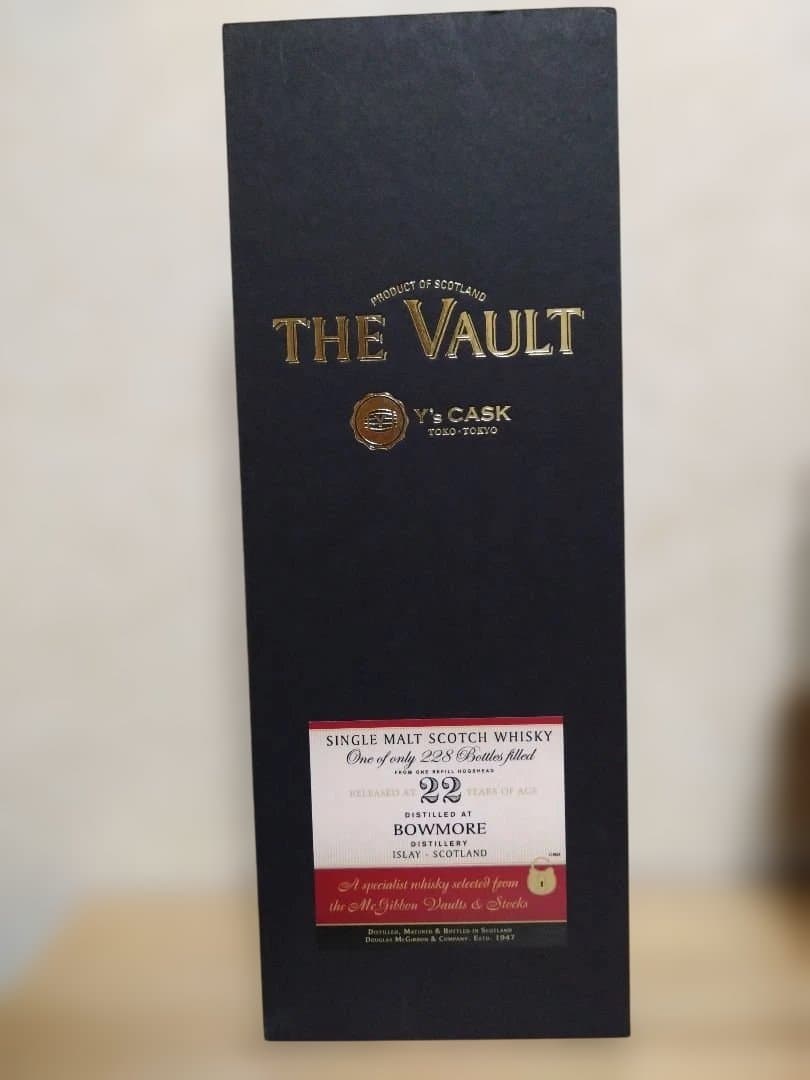 PRODUCT OF SCOTLAND
THE VAULT
Y's CASK
TOKO · TOKYO
SINGLE MALT SCOTCH WHISKY
One of only 228 Bottles filled
FROM ONE REFILL HOGSHEAD
RELEASED AT 22 YEARS OF AGE
DISTILLED AT
BOWMORE
DISTILLERY
ISLAY - SCOTLAND
A specialist whisky selected from
the McGibbon Vaults & Stocks
DISTILLED, MATURED & BOTTLED IN SCOTLAND
DOUGLAS MCGIBBON & COMPANY. ESTD. 1947